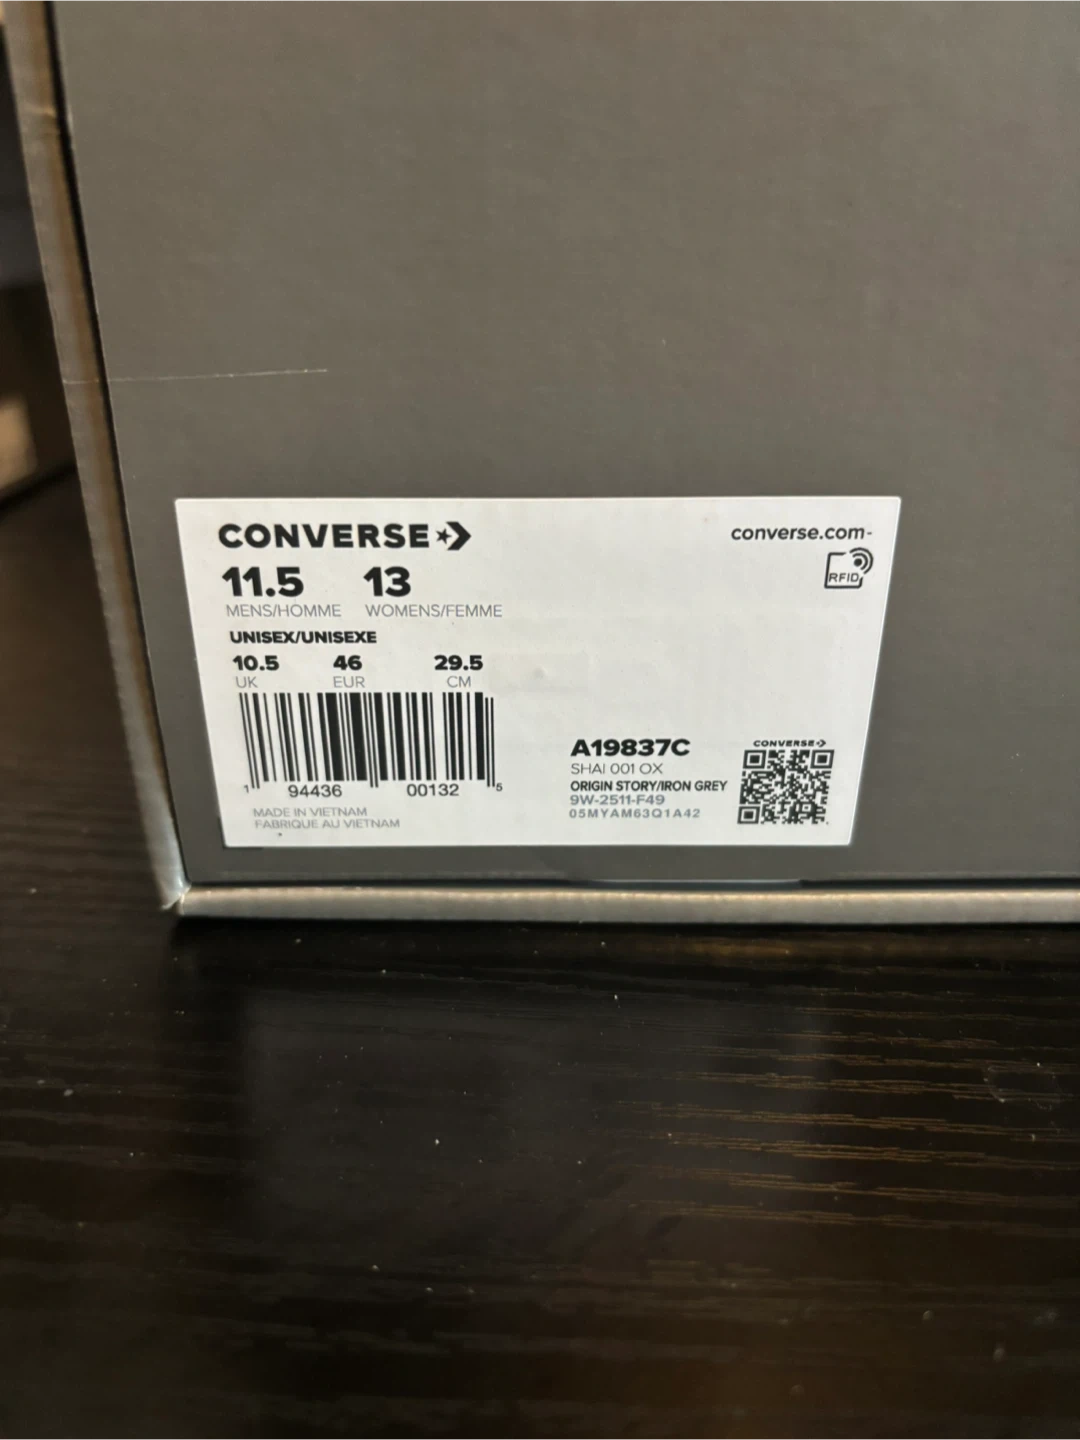 CONVERSE
converse.com
RFID
11.5 13
MENS/HOMME WOMENS/FEMME
UNISEX/UNISEXE
10.5 46 29.5
UK EUR CM
1 94436 00132 5
MADE IN VIETNAM
FABRIQUE AU VIETNAM
A19837C
SHAI 001 OX
ORIGIN STORY/IRON GREY
9W-2511-F49
05MYAM63Q1A42
CONVERSE